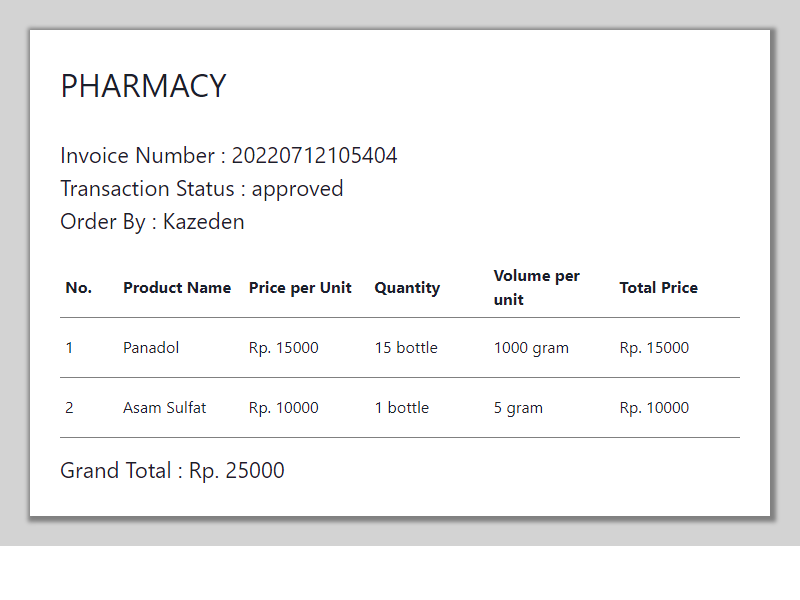 PHARMACY
Invoice Number : 20220712105404
Transaction Status : approved
Order By : Kazeden
No. Product Name Price per Unit Quantity Volume per unit Total Price
1 Panadol Rp. 15000 15 bottle 1000 gram Rp. 15000
2 Asam Sulfat Rp. 10000 1 bottle 5 gram Rp. 10000
Grand Total : Rp. 25000